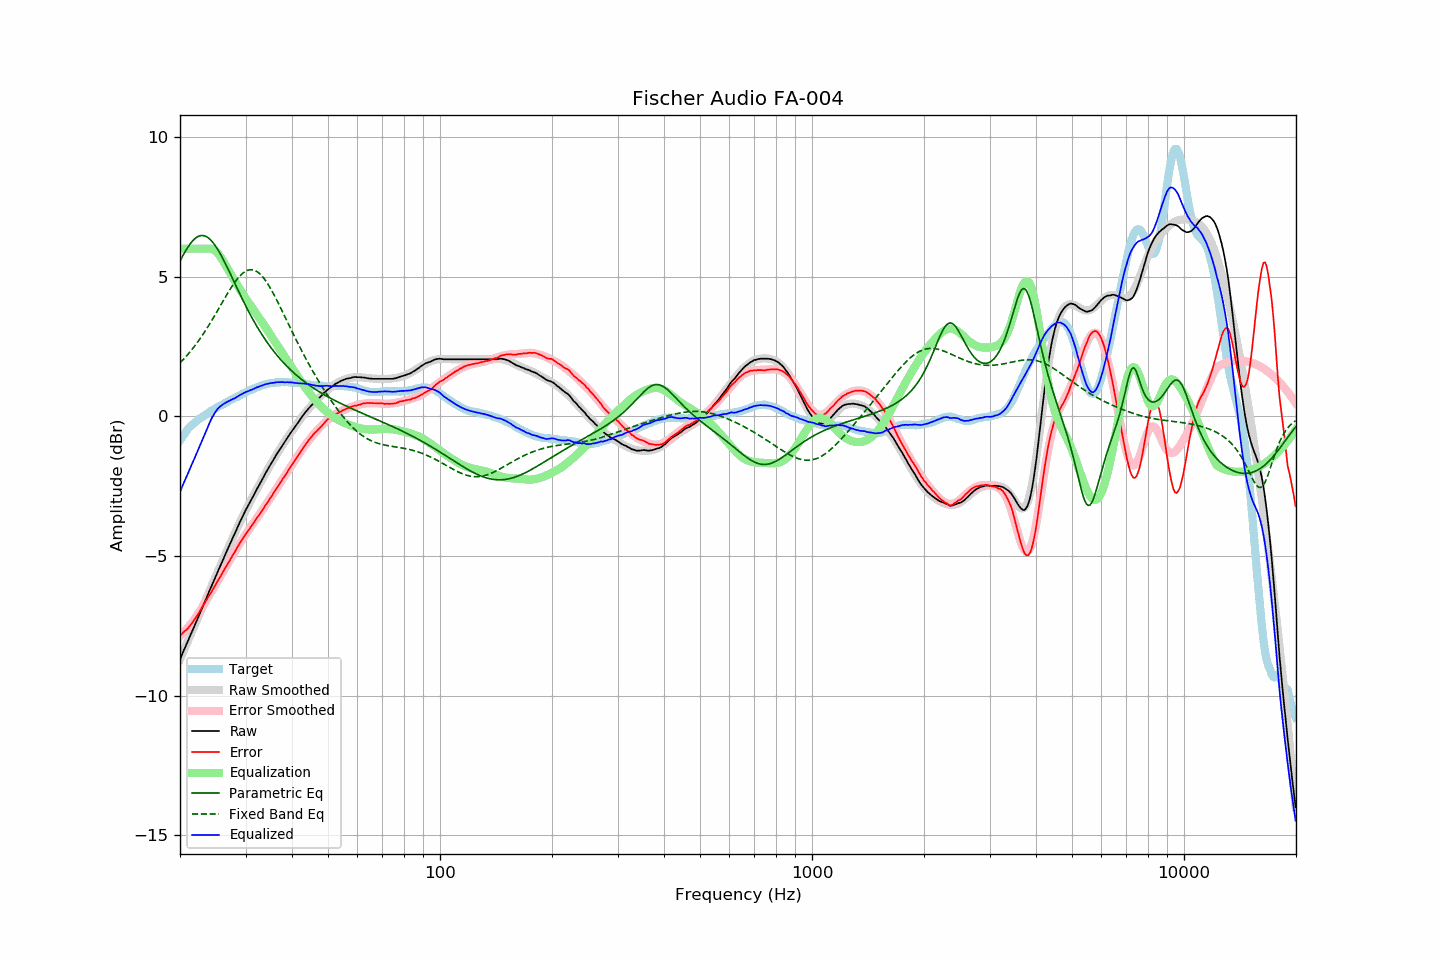 Fischer Audio FA-004
10
5
0
−5
−10
−15
Amplitude (dBr)
Target
Raw Smoothed
Error Smoothed
Raw
Error
Equalization
Parametric Eq
Fixed Band Eq
Equalized
100
1000
10000
Frequency (Hz)